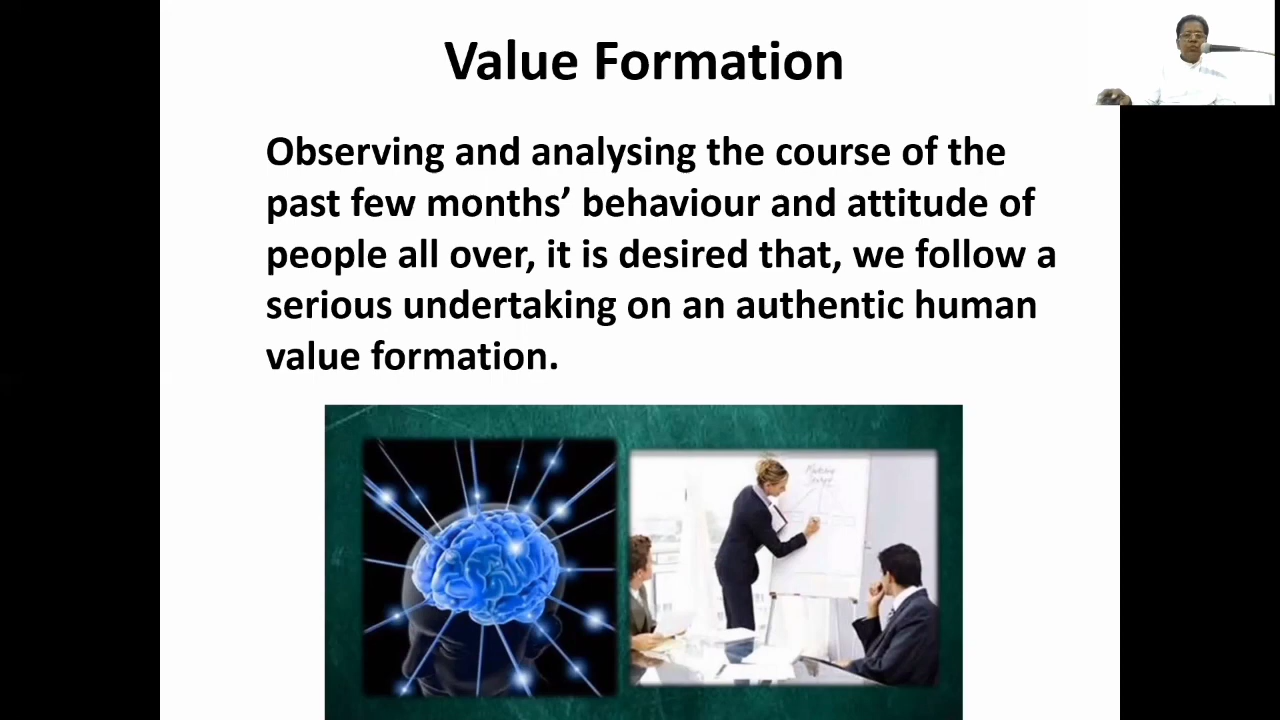 Value Formation
Observing and analysing the course of the
past few months’ behaviour and attitude of
people all over, it is desired that, we follow a
serious undertaking on an authentic human
value formation.